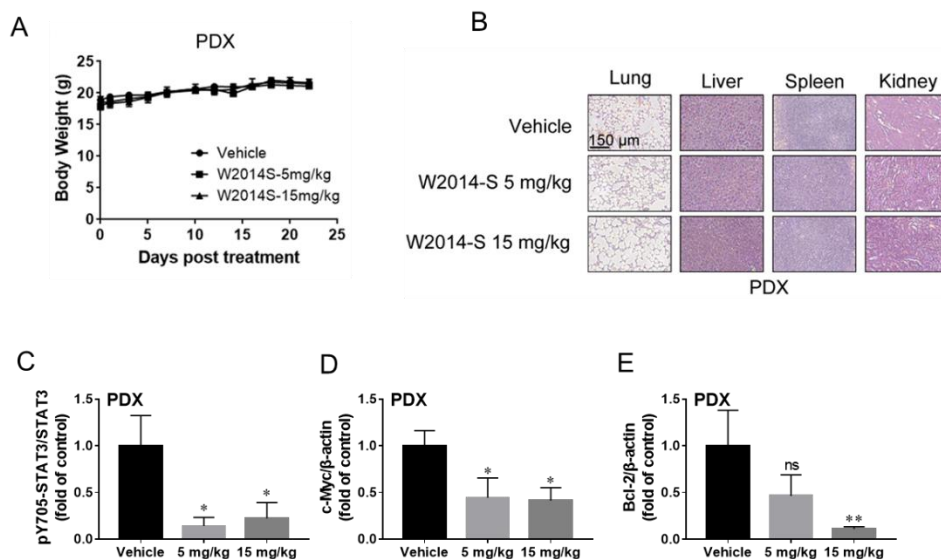 A
PDX
Body Weight (g)
25
20
15
10
5
0
0 5 10 15 20 25
Days post treatment
Vehicle
W2014S-5mg/kg
W2014S-15mg/kg
B
Lung Liver Spleen Kidney
Vehicle
150 μm
W2014-S 5 mg/kg
W2014-S 15 mg/kg
PDX
C
PDX
pY705-STAT3/STAT3
(fold of control)
1.5
1.0
0.5
0.0
* *
Vehicle 5 mg/kg 15 mg/kg
D
PDX
c-Myc/β-actin
(fold of control)
1.5
1.0
0.5
0.0
* *
Vehicle 5 mg/kg 15 mg/kg
E
PDX
Bcl-2/β-actin
(fold of control)
1.5
1.0
0.5
0.0
ns
**
Vehicle 5 mg/kg 15 mg/kg